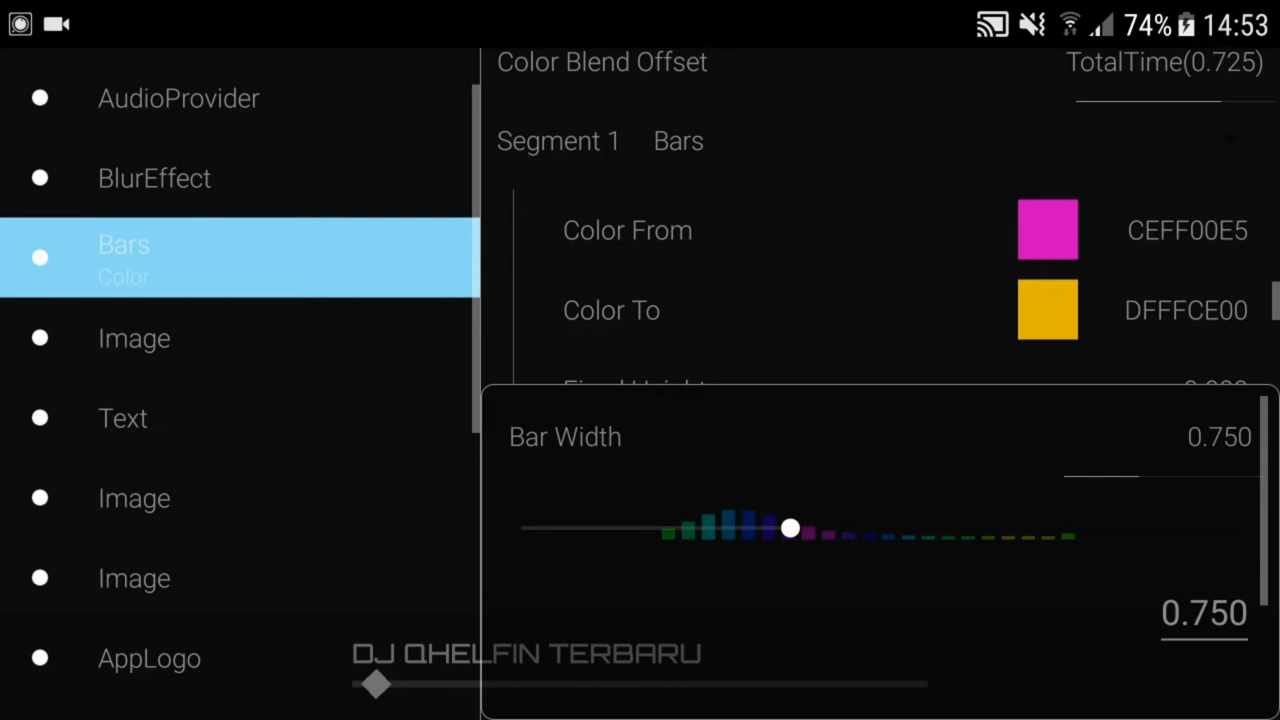 74% 14:53
AudioProvider
BlurEffect
Bars
Color
Image
Text
Image
Image
AppLogo
Color Blend Offset TotalTime(0.725)
Segment 1 Bars
Color From CEFF00E5
Color To DFFFCE00
Bar Width 0.750
0.750
DJ QHELFIN TERBARU